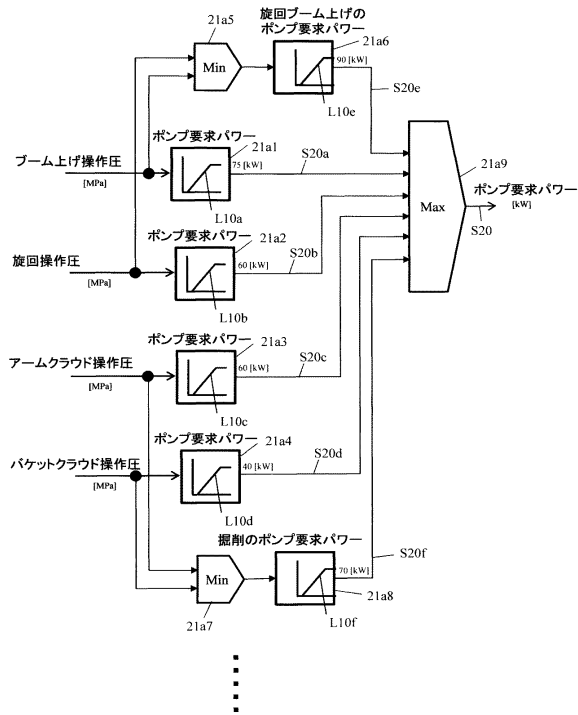 21a5
旋回ブーム上げの
ポンプ要求パワー
21a6
Min
90 [kW]
S20e
L10e
ポンプ要求パワー
21a1
ブーム上げ操作圧
[MPa]
75 [kW]
S20a
21a9
L10a
Max
ポンプ要求パワー
[kW]
S20
ポンプ要求パワー
21a2
旋回操作圧
[MPa]
60 [kW]
S20b
L10b
ポンプ要求パワー
21a3
アームクラウド操作圧
[MPa]
60 [kW]
S20c
L10c
ポンプ要求パワー
21a4
バケットクラウド操作圧
[MPa]
40 [kW]
S20d
L10d
掘削のポンプ要求パワー
S20f
Min
70 [kW]
21a8
21a7
L10f